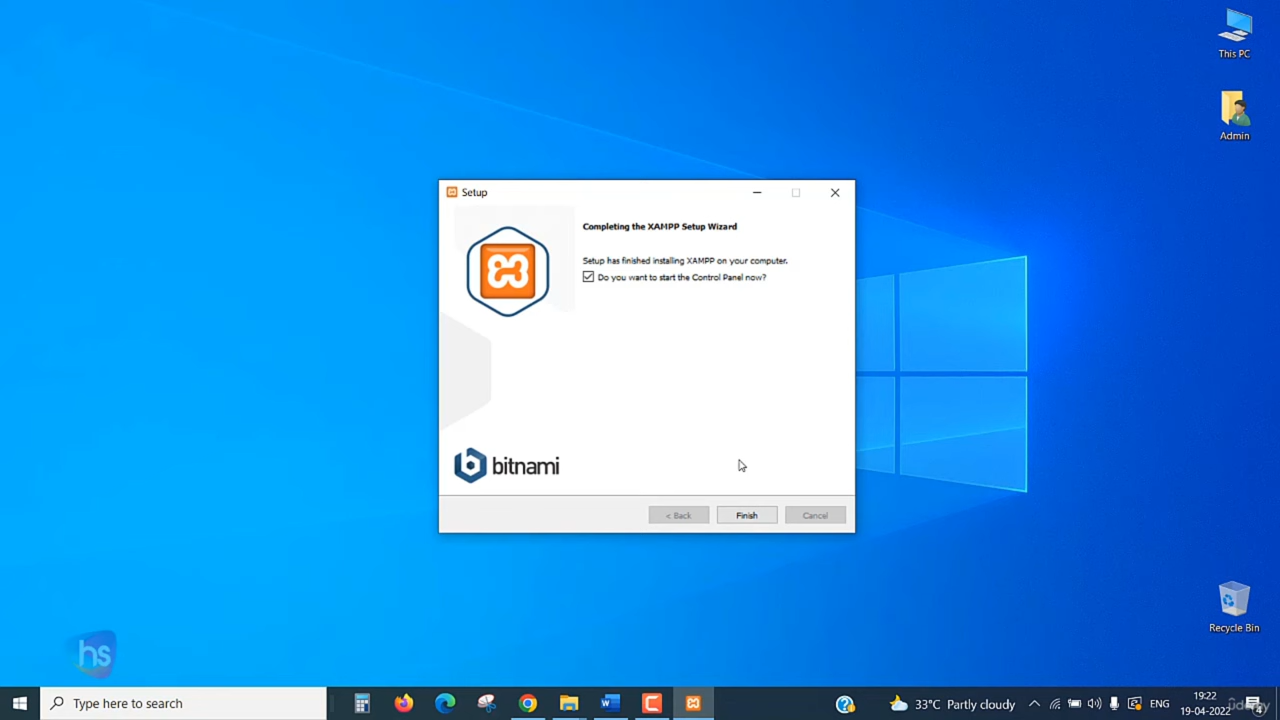 This PC
Admin
Setup
Completing the XAMPP Setup Wizard
Setup has finished installing XAMPP on your computer.
Do you want to start the Control Panel now?
bitnami
< Back
Finish
Cancel
Recycle Bin
hs
Type here to search
33°C Partly cloudy
ENG
19:22
19-04-2022
4